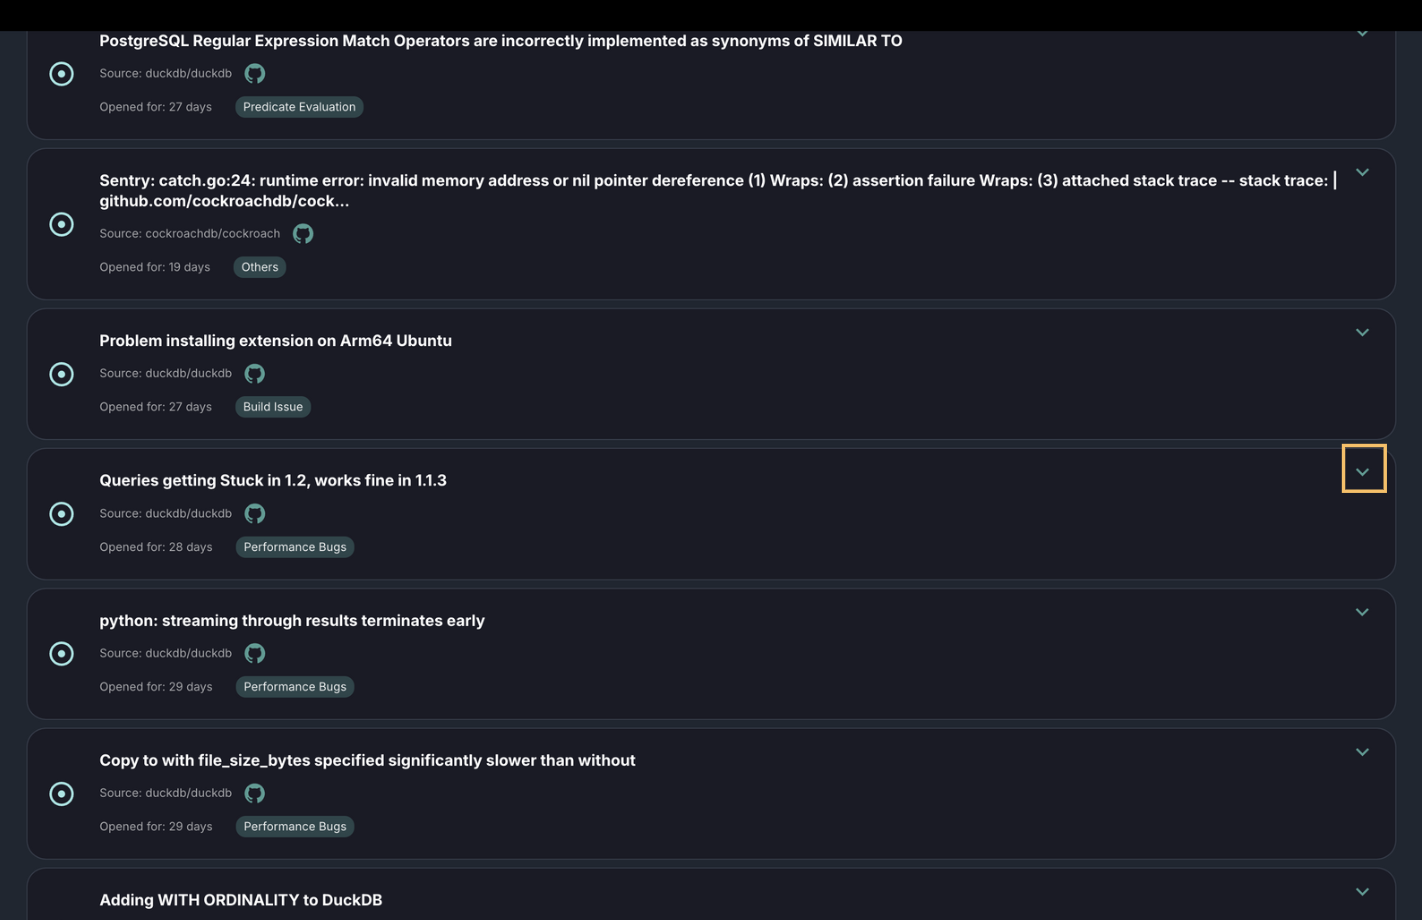 PostgreSQL Regular Expression Match Operators are incorrectly implemented as synonyms of SIMILAR TO
Source: duckdb/duckdb
Opened for: 27 days Predicate Evaluation
Sentry: catch.go:24: runtime error: invalid memory address or nil pointer dereference (1) Wraps: (2) assertion failure Wraps: (3) attached stack trace -- stack trace: |
github.com/cockroachdb/cock...
Source: cockroachdb/cockroach
Opened for: 19 days Others
Problem installing extension on Arm64 Ubuntu
Source: duckdb/duckdb
Opened for: 27 days Build Issue
Queries getting Stuck in 1.2, works fine in 1.1.3
Source: duckdb/duckdb
Opened for: 28 days Performance Bugs
python: streaming through results terminates early
Source: duckdb/duckdb
Opened for: 29 days Performance Bugs
Copy to with file_size_bytes specified significantly slower than without
Source: duckdb/duckdb
Opened for: 29 days Performance Bugs
Adding WITH ORDINALITY to DuckDB